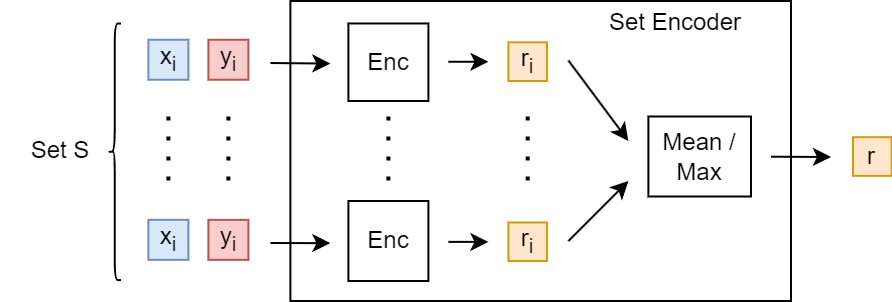 Set Encoder
x_i y_i Enc r_i
Set S
Mean /
Max
r
x_i y_i Enc r_i